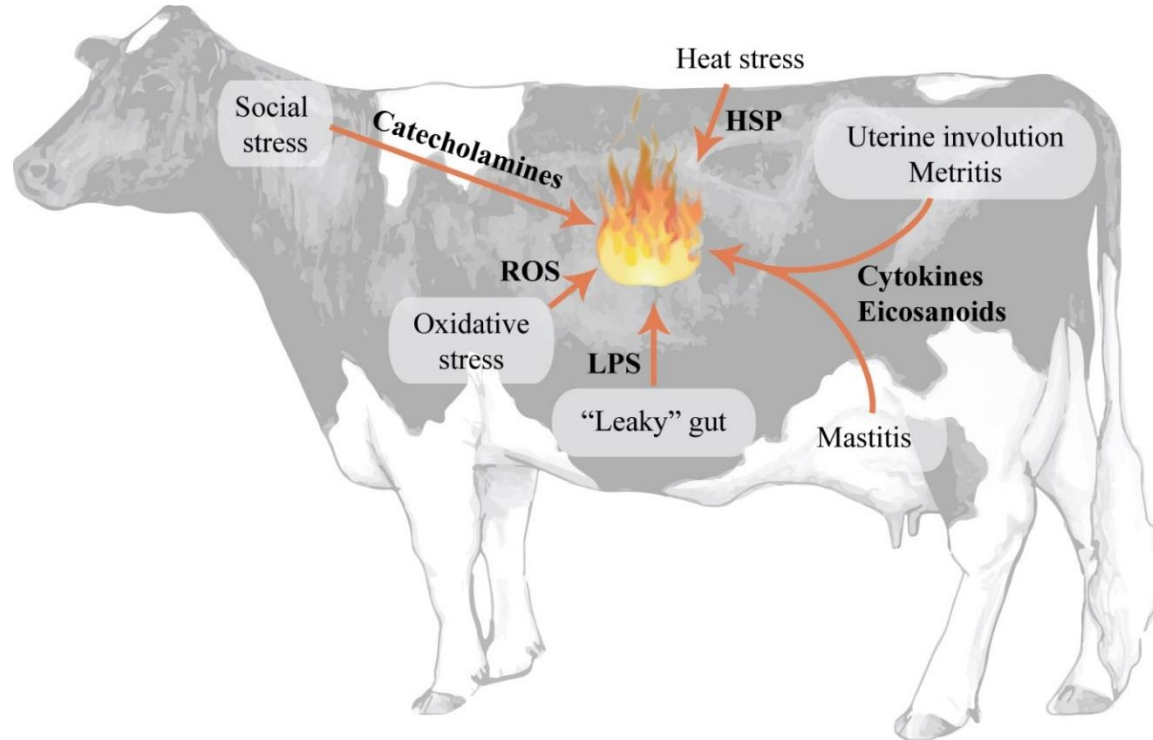 Heat stress
HSP
Social
stress
Catecholamines
Uterine involution
Metritis
ROS
Cytokines
Eicosanoids
Oxidative
stress
LPS
“Leaky” gut
Mastitis